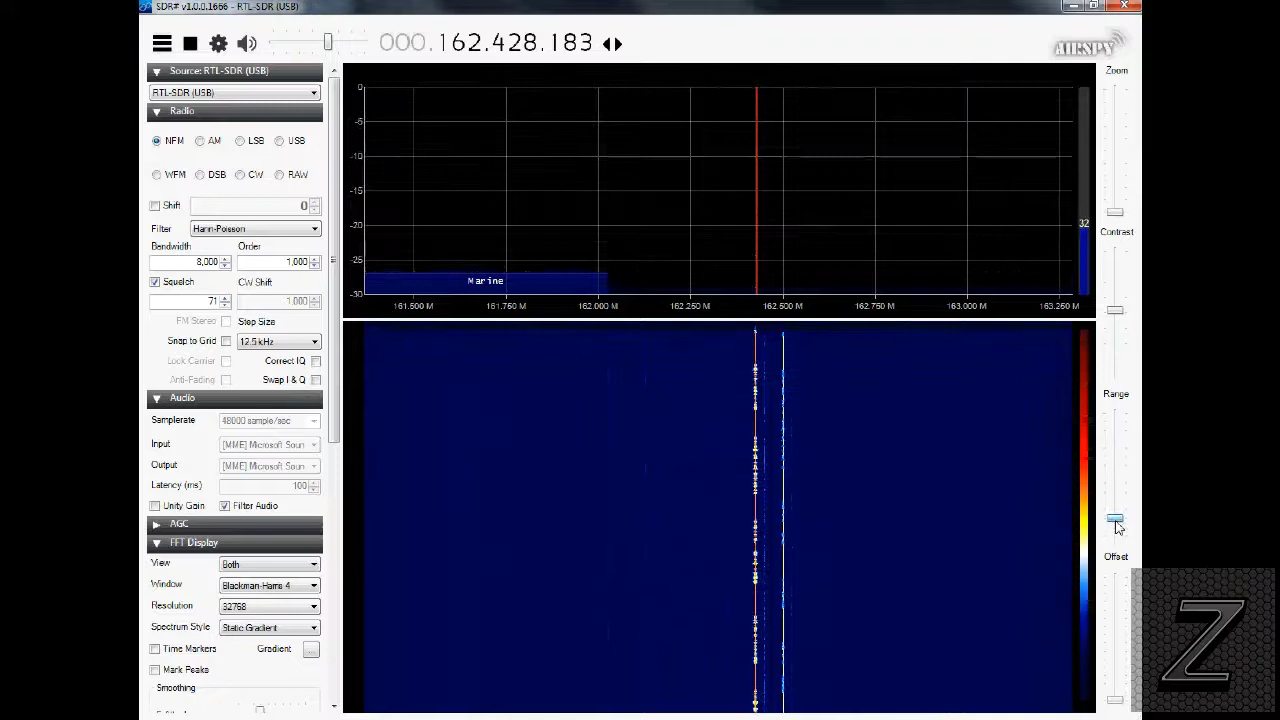 SDR# v1.0.0.1666 - RTL-SDR (USB)
000.162.428.183
AIRSPY
Source: RTL-SDR (USB)
RTL-SDR (USB)
Radio
NFM AM LSB USB
WFM DSB CW RAW
Shift 0
Filter Hann-Poisson
Bandwidth Order
8,000 1,000
Squelch CW Shift
71 1,000
FM Stereo Step Size
Snap to Grid 12.5 kHz
Lock Carrier Correct IQ
Anti-Fading Swap I & Q
Audio
Samplerate 48000 sample/sec
Input [MME] Microsoft Soun
Output [MME] Microsoft Soun
Latency (ms) 100
Unity Gain Filter Audio
AGC
FFT Display
View Both
Window Blackman-Harris 4
Resolution 32768
Spectrum Style Static Gradient
Time Markers Gradient ...
Mark Peaks
Smoothing
0
-5
-10
-15
-20
-25
-30
Marine
161.500 M 161.750 M 162.000 M 162.250 M 162.500 M 162.750 M 163.000 M 163.250 M
32
Zoom
Contrast
Range
Offset
Z